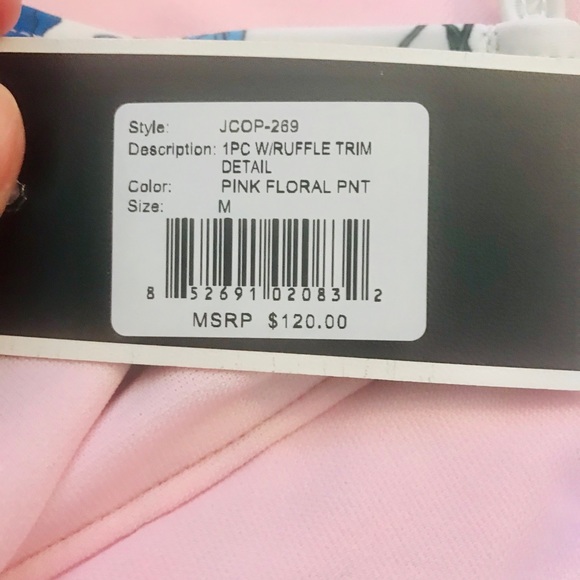 Style: JCOP-269
Description: 1PC W/RUFFLE TRIM
DETAIL
Color: PINK FLORAL PNT
Size: M
8 52691 02083 2
MSRP $120.00